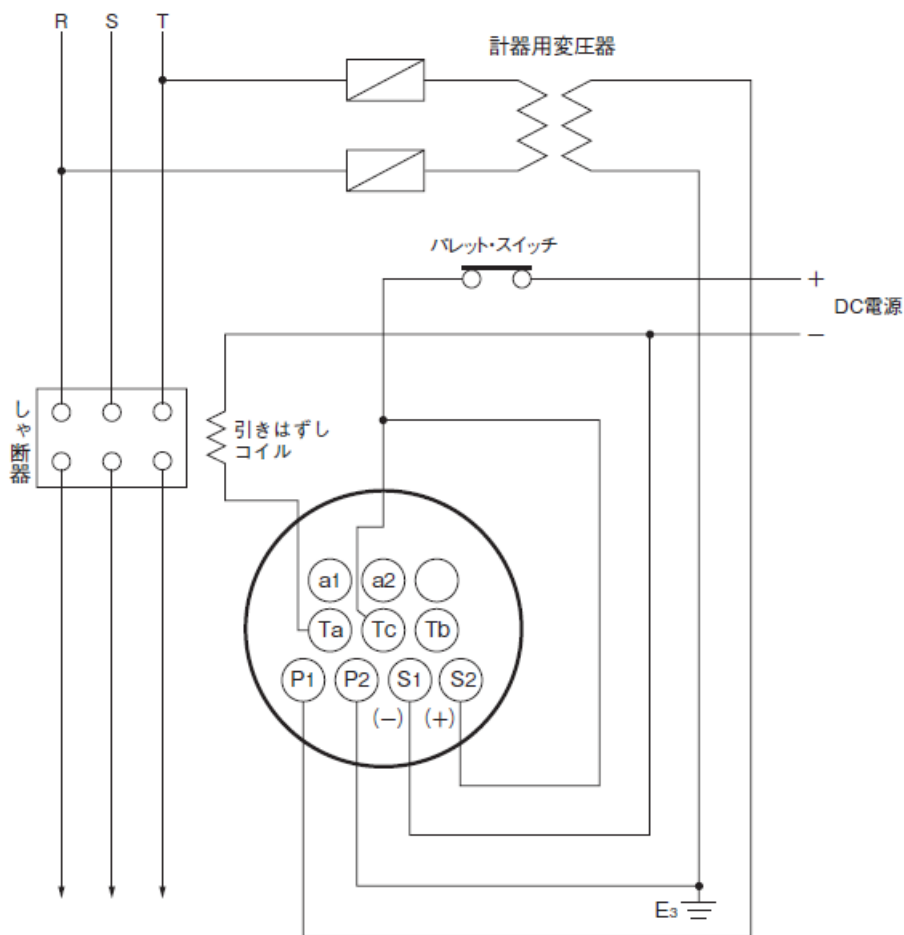 R S T
計器用変圧器
パレット・スイッチ
+
DC電源
−
しゃ断器
引きはずし
コイル
a1 a2
Ta Tc Tb
P1 P2 S1 S2
(−) (+)
E3